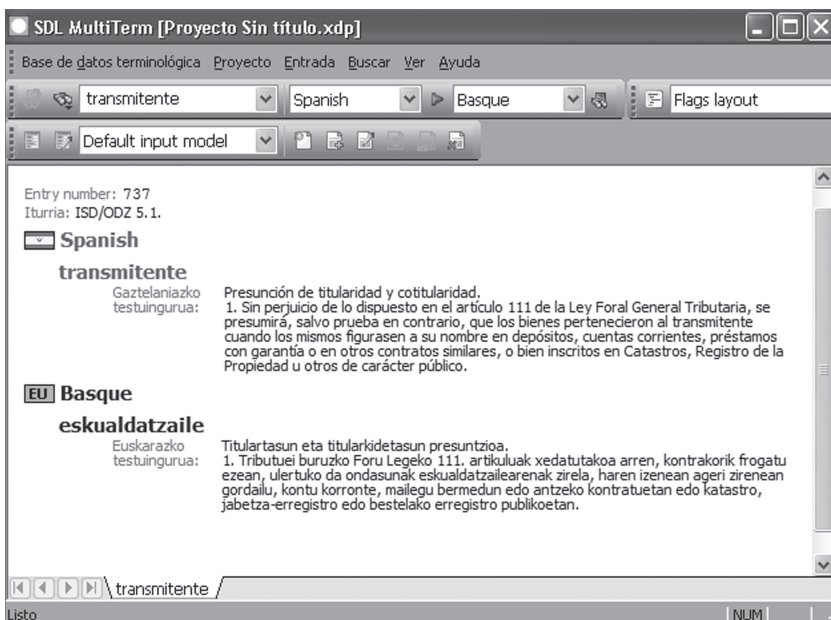 SDL MultiTerm [Proyecto Sin título.xdp]
Base de datos terminológica Proyecto Entrada Buscar Ver Ayuda
transmitente Spanish Basque Flags layout
Default input model
Entry number: 737
Iturria: ISD/ODZ 5.1.
Spanish
transmitente
Gaztelaniazko testuingurua:
Presunción de titularidad y cotitularidad.
1. Sin perjuicio de lo dispuesto en el artículo 111 de la Ley Foral General Tributaria, se
presumirá, salvo prueba en contrario, que los bienes pertenecieron al transmitente
cuando los mismos figurasen a su nombre en depósitos, cuentas corrientes, préstamos
con garantía o en otros contratos similares, o bien inscritos en Catastros, Registro de la
Propiedad u otros de carácter público.
EU Basque
eskualdatzaile
Euskarazko testuingurua:
Titulartasun eta titularkidetasun presuntzioa.
1. Tributuei buruzko Foru Legeko 111. artikuluak xedatutakoa arren, kontrakorik frogatu
ezean, ulertuko da ondasunak eskualdatzailearenak zirela, haren izenean ageri zirenean
gordailu, kontu korronte, mailegu bermedun edo antzeko kontratuetan edo katastro,
jabetza-erregistro edo bestelako erregistro publikoetan.
transmitente
Listo NUM